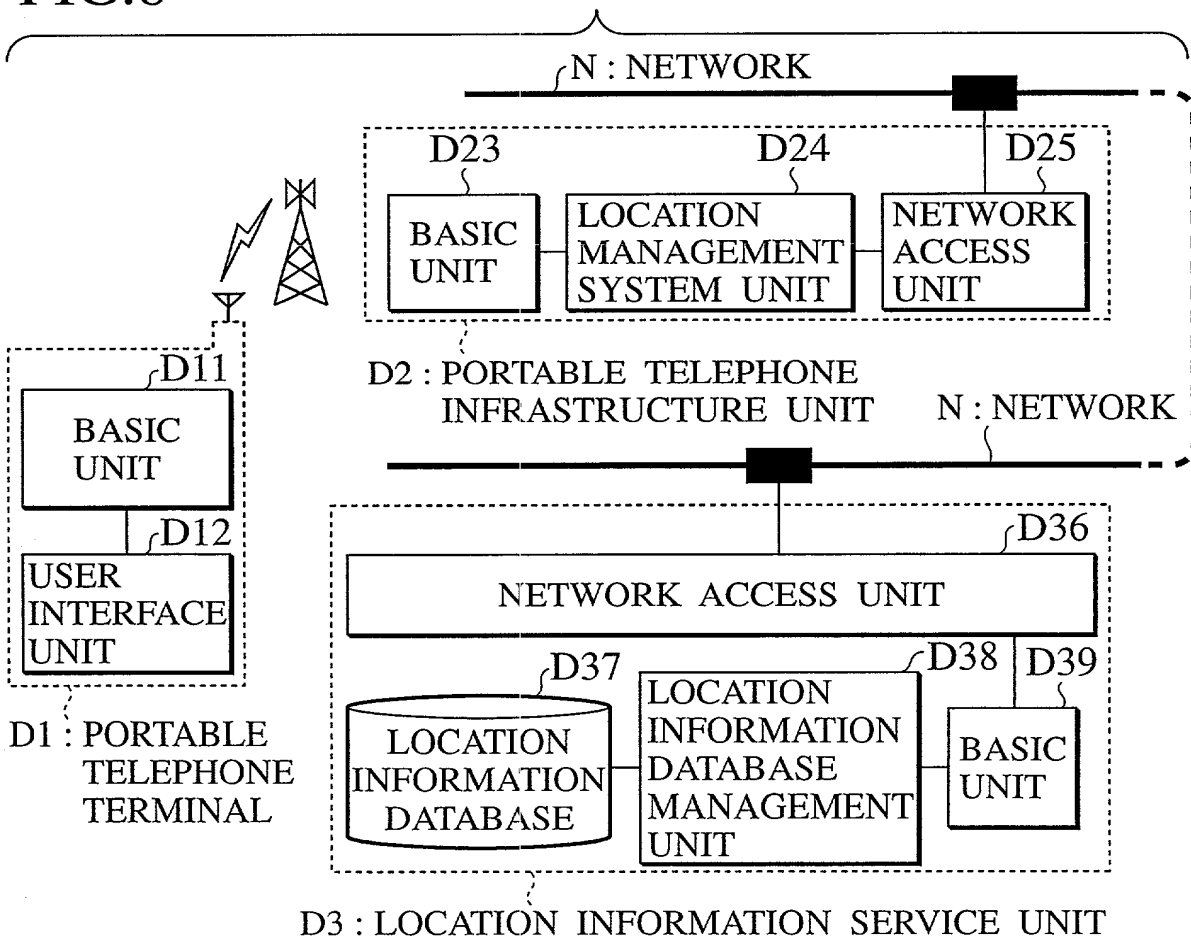 N : NETWORK
D23
D24
D25
BASIC
UNIT
LOCATION
MANAGEMENT
SYSTEM UNIT
NETWORK
ACCESS
UNIT
D2 : PORTABLE TELEPHONE
INFRASTRUCTURE UNIT
D11
BASIC
UNIT
D12
USER
INTERFACE
UNIT
D1 : PORTABLE
TELEPHONE
TERMINAL
N : NETWORK
D36
NETWORK ACCESS UNIT
D37
LOCATION
INFORMATION
DATABASE
D38
LOCATION
INFORMATION
DATABASE
MANAGEMENT
UNIT
D39
BASIC
UNIT
D3 : LOCATION INFORMATION SERVICE UNIT